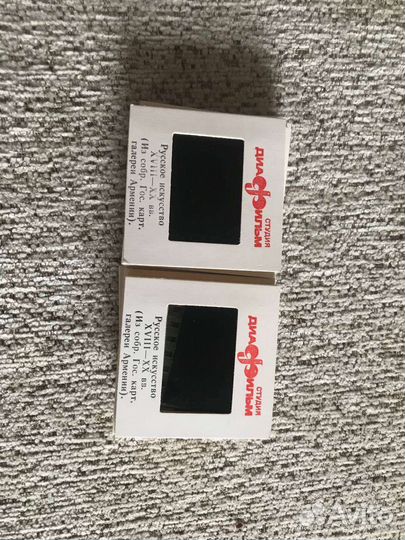 СТУДИЯ
ДИАФИЛЬМ
Русское искусство
XVIII—XX вв.
(Из собр. Гос. карт.
галереи Армении).
СТУДИЯ
ДИАФИЛЬМ
Русское искусство
XVIII—XX вв.
(Из собр. Гос. карт.
галереи Армении).
Avito